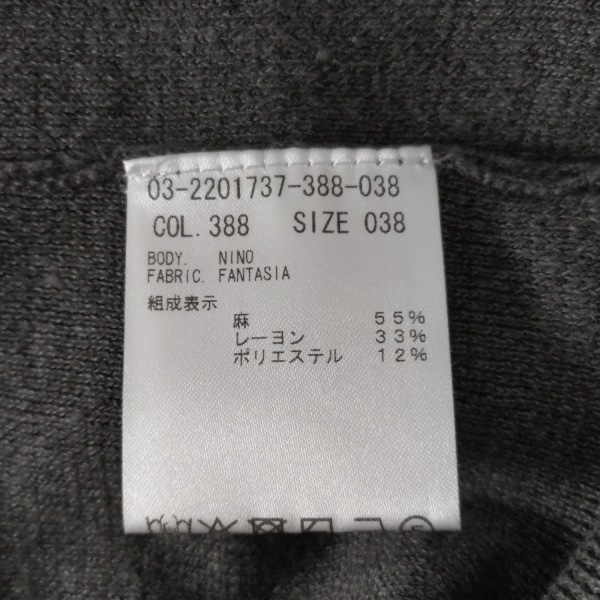 03-2201737-388-038
COL. 388 SIZE 038
BODY. NINO
FABRIC. FANTASIA
組成表示
麻 55%
レーヨン 33%
ポリエステル 12%